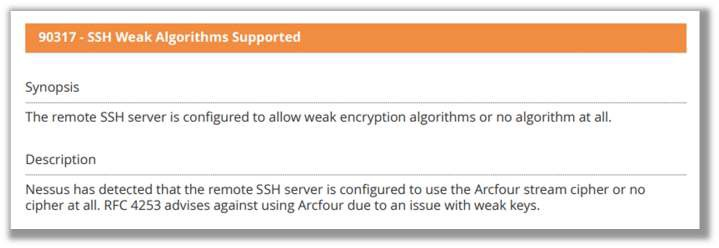 90317 - SSH Weak Algorithms Supported
Synopsis
The remote SSH server is configured to allow weak encryption algorithms or no algorithm at all.
Description
Nessus has detected that the remote SSH server is configured to use the Arcfour stream cipher or no
cipher at all. RFC 4253 advises against using Arcfour due to an issue with weak keys.